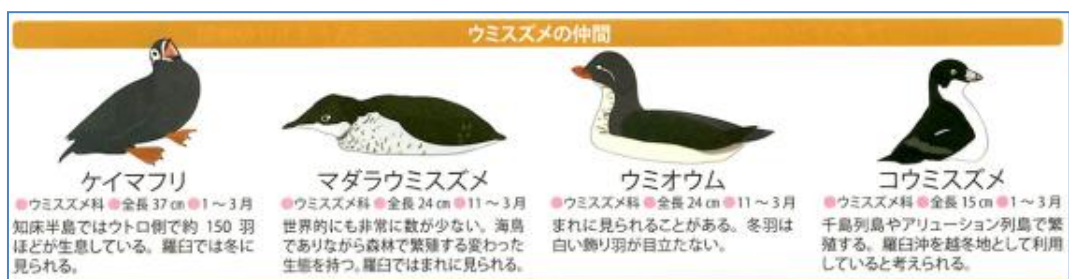 ウミスズメの仲間
ケイマフリ
●ウミスズメ科 ●全長 37 cm ●1 〜 3 月
知床半島ではウトロ側で約 150 羽
ほどが生息している。羅臼では冬に
見られる。
マダラウミスズメ
●ウミスズメ科 ●全長 24 cm ●11 〜 3 月
世界的にも非常に数が少ない。海鳥
でありながら森林で繁殖する変わった
生態を持つ。羅臼ではまれに見られる。
ウミオウム
●ウミスズメ科 ●全長 24 cm ●11 〜 3 月
まれに見られることがある。冬羽は
白い飾り羽が目立たない。
コウミスズメ
●ウミスズメ科 ●全長 15 cm ●1 〜 3 月
千島列島やアリューション列島で繁
殖する。羅臼沖を越冬地として利用
していると考えられる。